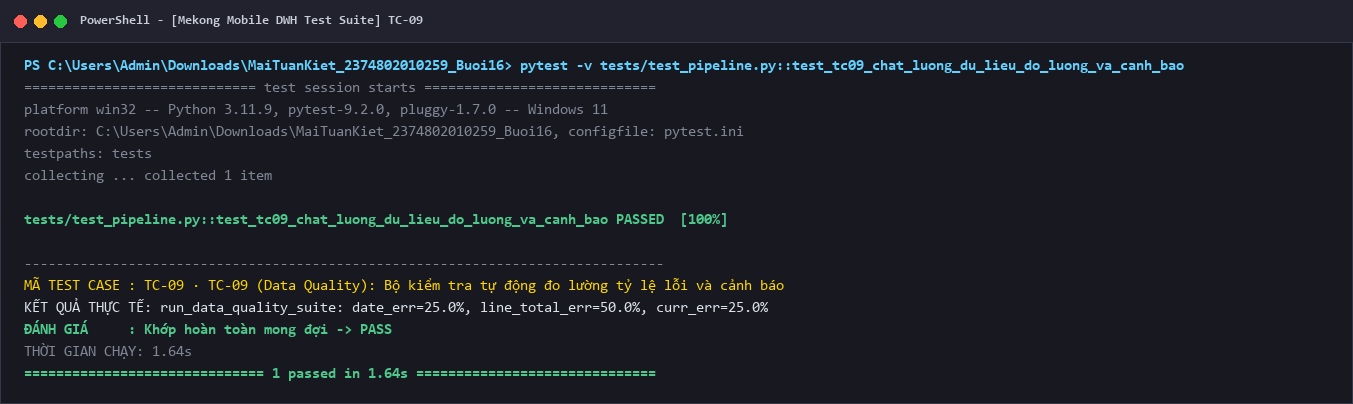 PowerShell - [Mekong Mobile DWH Test Suite] TC-09
PS C:\Users\Admin\Downloads\MaiTuanKiet_2374802010259_Buoi16> pytest -v tests/test_pipeline.py::test_tc09_chat_luong_du_lieu_do_luong_va_canh_bao
============================= test session starts =============================
platform win32 -- Python 3.11.9, pytest-9.2.0, pluggy-1.7.0 -- Windows 11
rootdir: C:\Users\Admin\Downloads\MaiTuanKiet_2374802010259_Buoi16, configfile: pytest.ini
testpaths: tests
collecting ... collected 1 item
tests/test_pipeline.py::test_tc09_chat_luong_du_lieu_do_luong_va_canh_bao PASSED  [100%]
--------------------------------------------------------------------------------
MÃ TEST CASE : TC-09 · TC-09 (Data Quality): Bộ kiểm tra tự động đo lường tỷ lệ lỗi và cảnh báo
KẾT QUẢ THỰC TẾ: run_data_quality_suite: date_err=25.0%, line_total_err=50.0%, curr_err=25.0%
ĐÁNH GIÁ     : Khớp hoàn toàn mong đợi -> PASS
THỜI GIAN CHẠY: 1.64s
============================== 1 passed in 1.64s ==============================